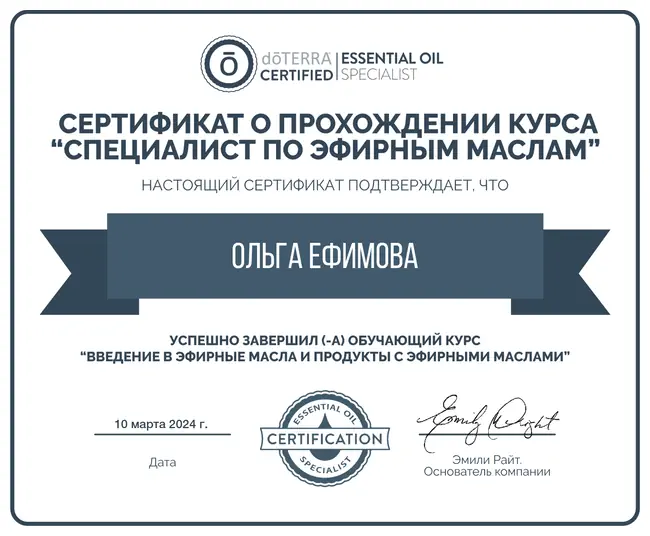 dōTERRA | ESSENTIAL OIL
CERTIFIED | SPECIALIST
СЕРТИФИКАТ О ПРОХОЖДЕНИИ КУРСА
“СПЕЦИАЛИСТ ПО ЭФИРНЫМ МАСЛАМ”
НАСТОЯЩИЙ СЕРТИФИКАТ ПОДТВЕРЖДАЕТ, ЧТО
ОЛЬГА ЕФИМОВА
УСПЕШНО ЗАВЕРШИЛ (-А) ОБУЧАЮЩИЙ КУРС
“ВВЕДЕНИЕ В ЭФИРНЫЕ МАСЛА И ПРОДУКТЫ С ЭФИРНЫМИ МАСЛАМИ”
10 марта 2024 г.
Дата
ESSENTIAL OIL
CERTIFICATION
SPECIALIST
Emily Wright
Эмили Райт.
Основатель компании